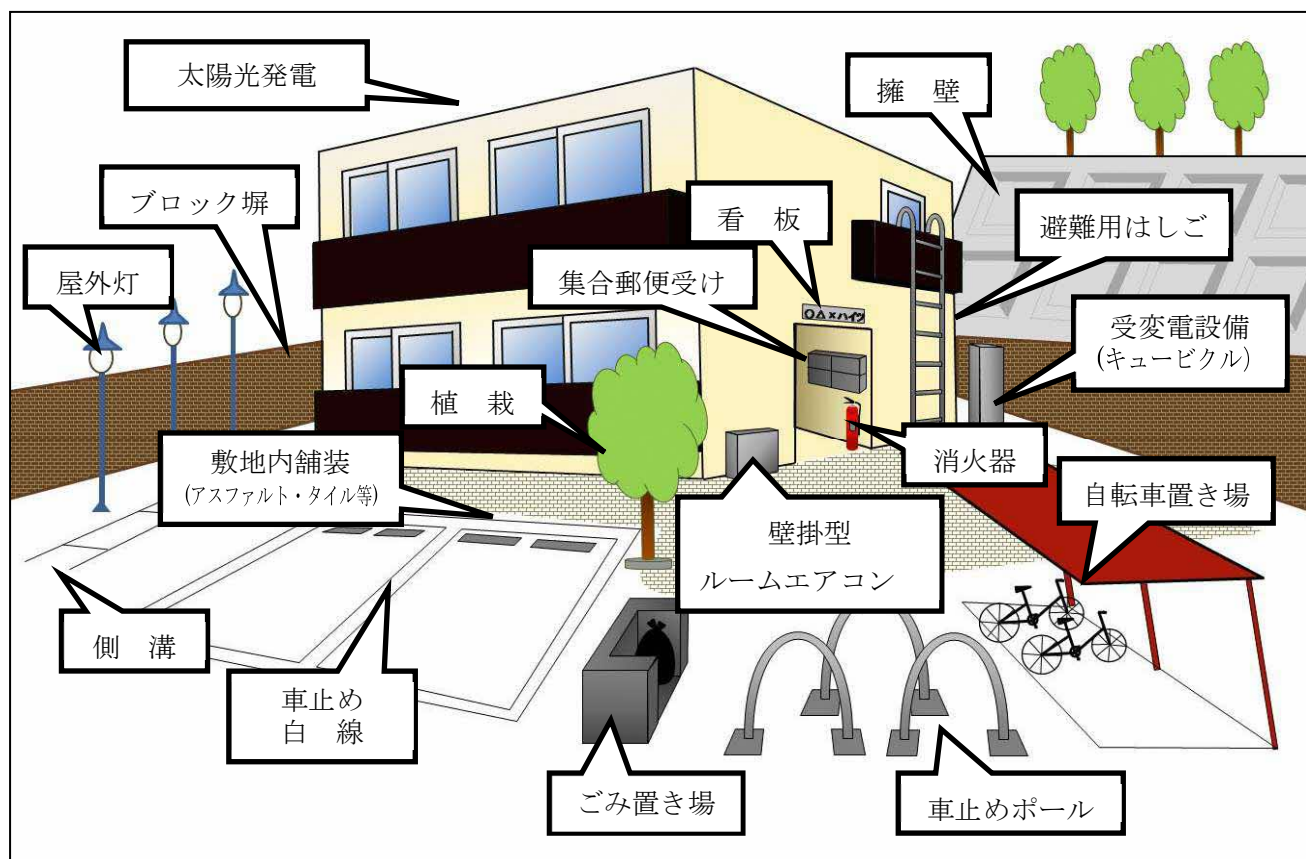 太陽光発電
擁　壁
ブロック塀
看　板
避難用はしご
屋外灯
集合郵便受け
○△×ハイツ
受変電設備
(キュービクル)
植　栽
敷地内舗装
(アスファルト・タイル等)
消火器
自転車置き場
壁掛型
ルームエアコン
側　溝
車止め
白　線
ごみ置き場
車止めポール